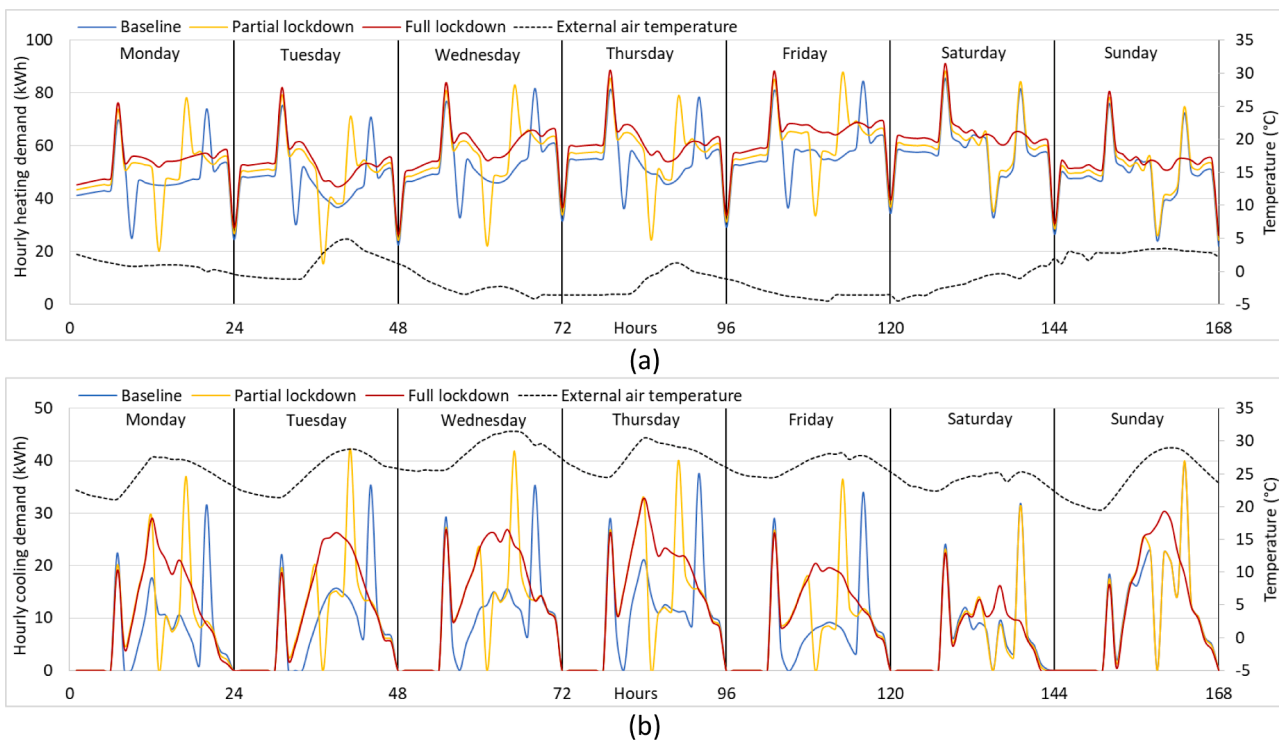 Baseline Partial lockdown Full lockdown External air temperature
Monday Tuesday Wednesday Thursday Friday Saturday Sunday
Hourly heating demand (kWh)
100
80
60
40
20
0
Temperature (°C)
35
30
25
20
15
10
5
0
-5
0 24 48 72 Hours 96 120 144 168
(a)
Baseline Partial lockdown Full lockdown External air temperature
Monday Tuesday Wednesday Thursday Friday Saturday Sunday
Hourly cooling demand (kWh)
50
40
30
20
10
0
Temperature (°C)
35
30
25
20
15
10
5
0
-5
0 24 48 72 Hours 96 120 144 168
(b)